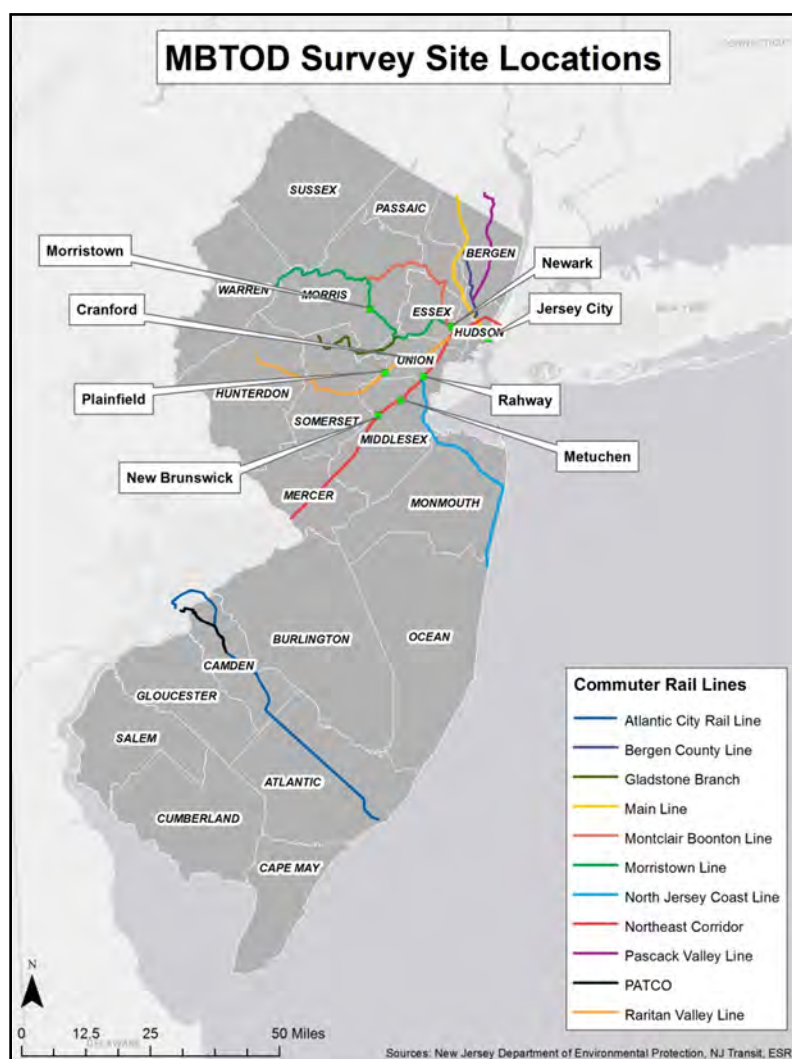 MBTOD Survey Site Locations
SUSSEX
PASSAIC
BERGEN
Morristown
Newark
WARREN
MORRIS
Cranford
ESSEX
Jersey City
HUDSON
UNION
Plainfield
HUNTERDON
Rahway
SOMERSET
MIDDLESEX
New Brunswick
Metuchen
MERCER
MONMOUTH
BURLINGTON
OCEAN
CAMDEN
GLOUCESTER
SALEM
ATLANTIC
CUMBERLAND
CAPE MAY
Commuter Rail Lines
Atlantic City Rail Line
Bergen County Line
Gladstone Branch
Main Line
Montclair Boonton Line
Morristown Line
North Jersey Coast Line
Northeast Corridor
Pascack Valley Line
PATCO
Raritan Valley Line
N
0 12.5 25 50 Miles
DELAWARE
Sources: New Jersey Department of Environmental Protection, NJ Transit, ESR